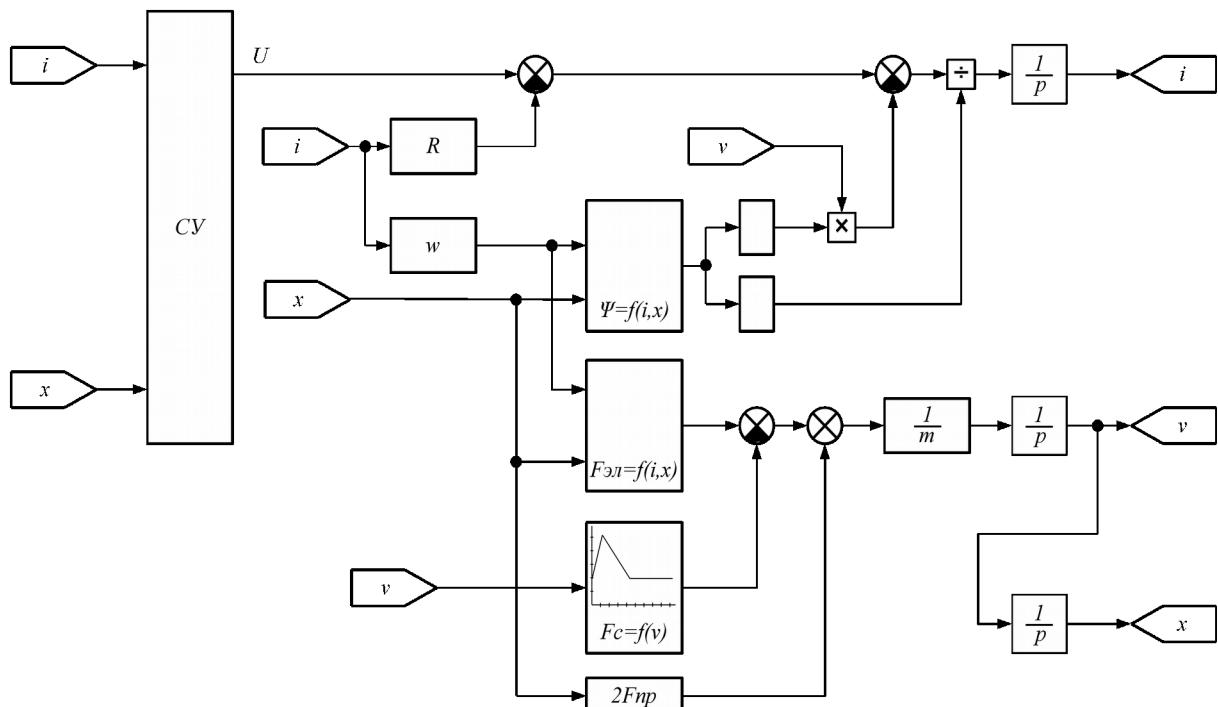 i
U
÷
1
p
i
i
R
v
СУ
w
×
x
Ψ=f(i,x)
x
1
m
1
p
v
Fэл=f(i,x)
v
Fc=f(v)
1
p
x
2Fпр